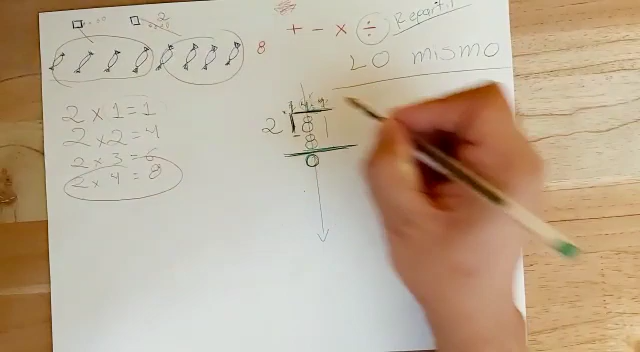 2
8 + - x ÷ Repartir
LO mismo
2 x 1 = 1
2 x 2 = 4
2 x 3 = 6
2 x 4 = 8
2 8
8
0